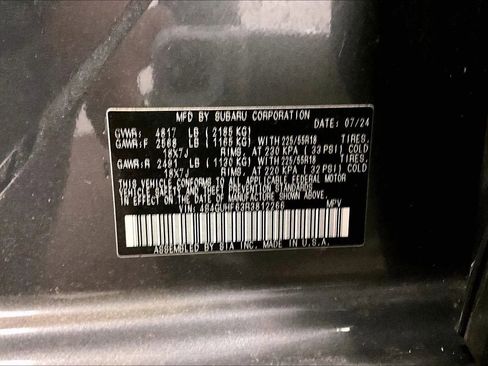 MFD BY SUBARU CORPORATION DATE: 07/24
GVWR: 4817 LB (2185 KG)
GAWR:F 2568 LB (1165 KG) WITH 225/55R18 TIRES.
18X7J RIMS. AT 230 KPA ( 33 PSI) COLD
GAWR:R 2491 LB (1130 KG) WITH 225/55R18 TIRES.
18X7J RIMS. AT 220 KPA ( 32 PSI) COLD
THIS VEHICLE CONFORMS TO ALL APPLICABLE FEDERAL MOTOR
VEHICLE SAFETY, BUMPER, AND THEFT PREVENTION STANDARDS
IN EFFECT ON THE DATE OF MANUFACTURE SHOWN ABOVE.
VIN: 4S4GUHF63R3812266 MPV
ASSEMBLED BY SIA INC. MADE IN U.S.A.